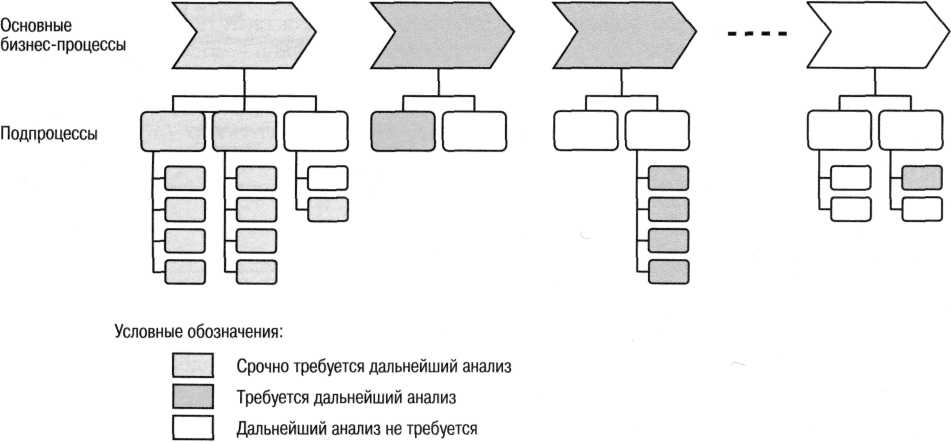 Основные
бизнес-процессы
Подпроцессы
Условные обозначения:
Срочно требуется дальнейший анализ
Требуется дальнейший анализ
Дальнейший анализ не требуется